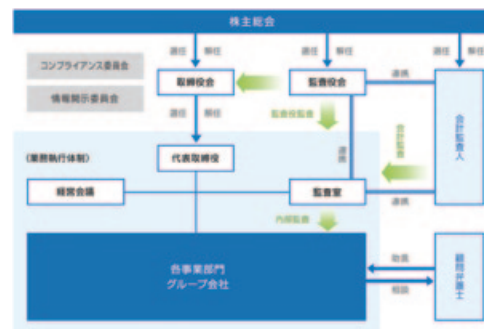 株主総会
選任 解任
選任 解任
選任 解任
コンプライアンス委員会
情報開示委員会
取締役会
監査役会
連携
選任 解任
監査役監査
会計監査人
会計監査
連携
(業務執行体制)
代表取締役
経営会議
監査室
連携
内部監査
各事業部門
グループ会社
助言
相談
顧問弁護士